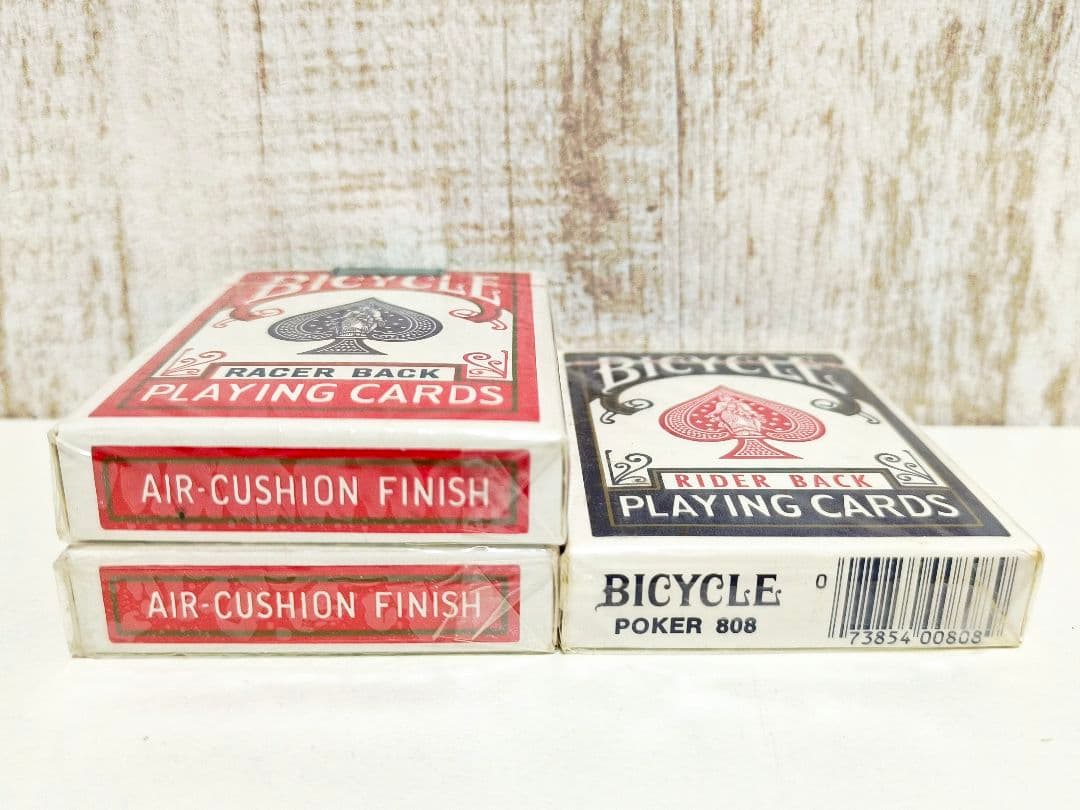 BICYCLE
RACER BACK
PLAYING CARDS
AIR-CUSHION FINISH
AIR-CUSHION FINISH
BICYCLE
RIDER BACK
PLAYING CARDS
BICYCLE
POKER 808
0 73854 00808